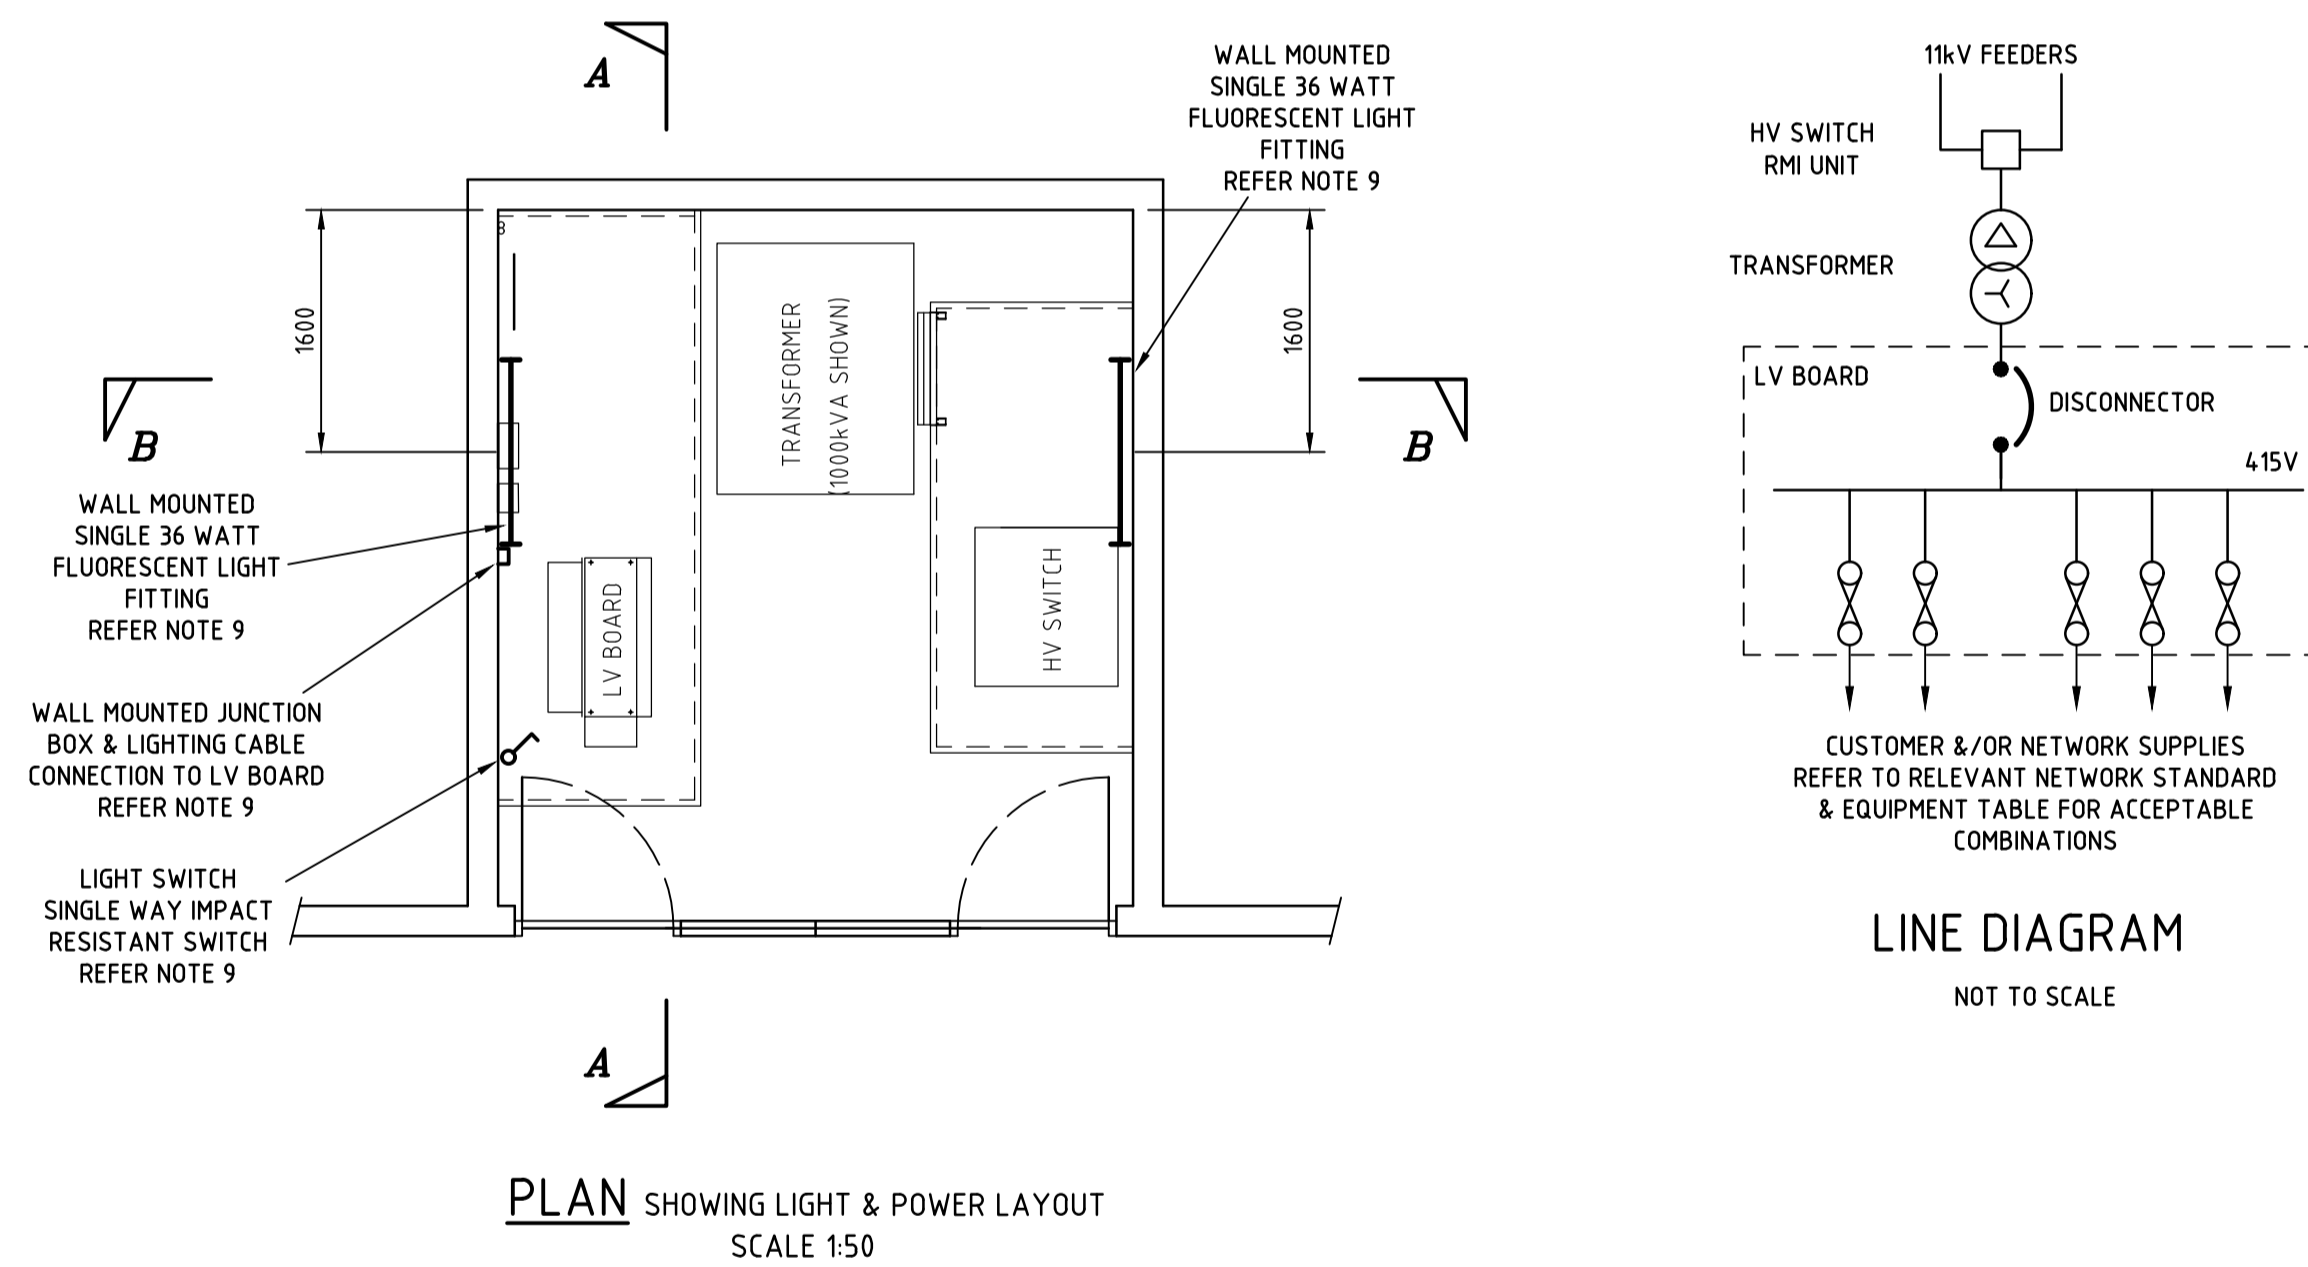 A
WALL MOUNTED
SINGLE 36 WATT
FLUORESCENT LIGHT
FITTING
REFER NOTE 9
1600
1600
TRANSFORMER
(1000kVA SHOWN)
B
B
WALL MOUNTED
SINGLE 36 WATT
FLUORESCENT LIGHT
FITTING
REFER NOTE 9
LV BOARD
HV SWITCH
WALL MOUNTED JUNCTION
BOX & LIGHTING CABLE
CONNECTION TO LV BOARD
REFER NOTE 9
LIGHT SWITCH
SINGLE WAY IMPACT
RESISTANT SWITCH
REFER NOTE 9
A
PLAN SHOWING LIGHT & POWER LAYOUT
SCALE 1:50
11kV FEEDERS
HV SWITCH
RMI UNIT
TRANSFORMER
LV BOARD
DISCONNECTOR
415V
CUSTOMER &/OR NETWORK SUPPLIES
REFER TO RELEVANT NETWORK STANDARD
& EQUIPMENT TABLE FOR ACCEPTABLE
COMBINATIONS
LINE DIAGRAM
NOT TO SCALE